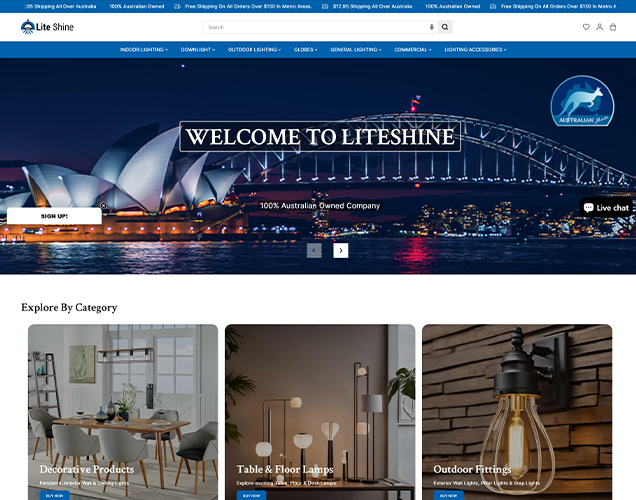 .95 Shipping All Over Australia 100% Australian Owned Free Shipping On All Orders Over $150 In Metro Areas. $12.95 Shipping All Over Australia 100% Australian Owned Free Shipping On All Orders Over $150 In Metro A
Lite Shine
Search
INDOOR LIGHTING DOWNLIGHT OUTDOOR LIGHTING GLOBES GENERAL LIGHTING COMMERCIAL LIGHTING ACCESSORIES
AUSTRALIAN
WELCOME TO LITESHINE
100% Australian Owned Company
Live chat
SIGN UP!
Explore By Category
Decorative Products
Pendants, Interior Wall & Ceiling Lights
BUY NOW
Table & Floor Lamps
Explore exciting Table, Floor & Desk Lamps
BUY NOW
Outdoor Fittings
Exterior Wall Lights, Pillar Lights & Step Lights
BUY NOW